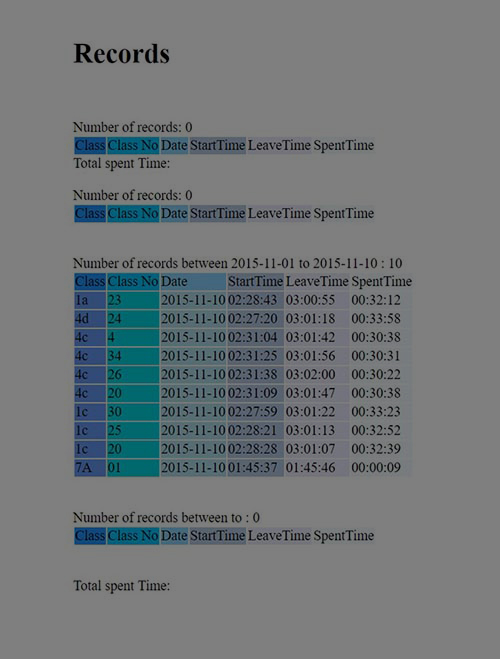 Records
Number of records: 0
Class Class No Date StartTime LeaveTime SpentTime
Total spent Time:
Number of records: 0
Class Class No Date StartTime LeaveTime SpentTime
Number of records between 2015-11-01 to 2015-11-10 : 10
Class Class No Date StartTime LeaveTime SpentTime
1a 23 2015-11-10 02:28:43 03:00:55 00:32:12
4d 24 2015-11-10 02:27:20 03:01:18 00:33:58
4c 4 2015-11-10 02:31:04 03:01:42 00:30:38
4c 34 2015-11-10 02:31:25 03:01:56 00:30:31
4c 26 2015-11-10 02:31:38 03:02:00 00:30:22
4c 20 2015-11-10 02:31:09 03:01:47 00:30:38
1c 30 2015-11-10 02:27:59 03:01:22 00:33:23
1c 25 2015-11-10 02:28:21 03:01:13 00:32:52
1c 20 2015-11-10 02:28:28 03:01:07 00:32:39
7A 01 2015-11-10 01:45:37 01:45:46 00:00:09
Number of records between to : 0
Class Class No Date StartTime LeaveTime SpentTime
Total spent Time: